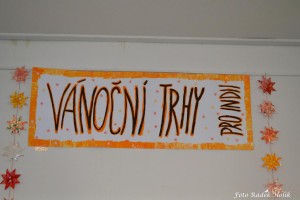 VÁNOČNÍ TRHY
PRO INDII
Foto Radek Holík